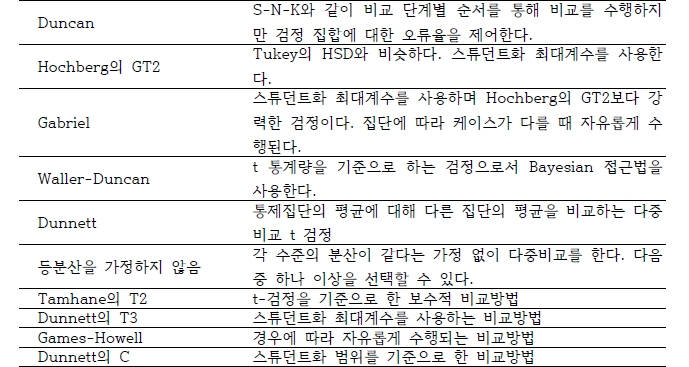 Duncan
S-N-K와 같이 비교 단계별 순서를 통해 비교를 수행하지
만 검정 집합에 대한 오류율을 제어한다.
Hochberg의 GT2
Tukey의 HSD와 비슷하다. 스튜던트화 최대계수를 사용한
다.
Gabriel
스튜던트화 최대계수를 사용하며 Hochberg의 GT2보다 강
력한 검정이다. 집단에 따라 케이스가 다를 때 자유롭게 수
행된다.
Waller-Duncan
t 통계량을 기준으로 하는 검정으로서 Bayesian 접근법을
사용한다.
Dunnett
통제집단의 평균에 대해 다른 집단의 평균을 비교하는 다중
비교 t 검정
등분산을 가정하지 않음
각 수준의 분산이 같다는 가정 없이 다중비교를 한다. 다음
중 하나 이상을 선택할 수 있다.
Tamhane의 T2
t-검정을 기준으로 한 보수적 비교방법
Dunnett의 T3
스튜던트화 최대계수를 사용하는 비교방법
Games-Howell
경우에 따라 자유롭게 수행되는 비교방법
Dunnett의 C
스튜던트화 범위를 기준으로 한 비교방법